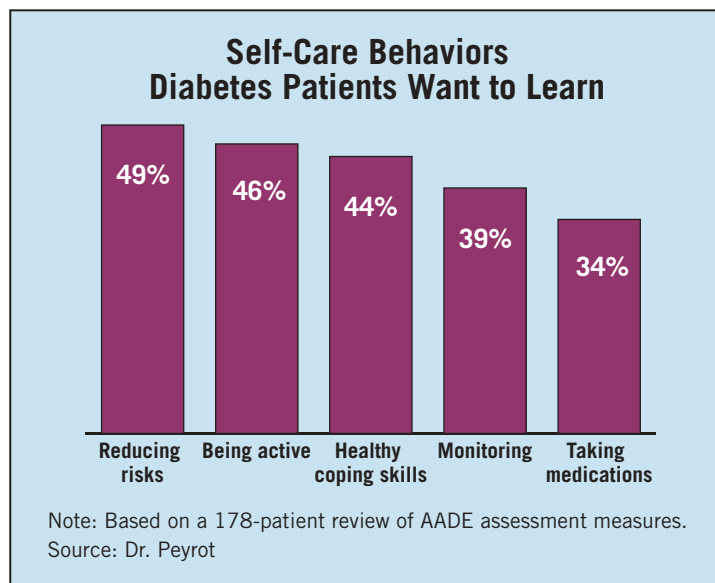 Self-Care Behaviors
Diabetes Patients Want to Learn
49%
46%
44%
39%
34%
Reducing risks
Being active
Healthy coping skills
Monitoring
Taking medications
Note: Based on a 178-patient review of AADE assessment measures.
Source: Dr. Peyrot